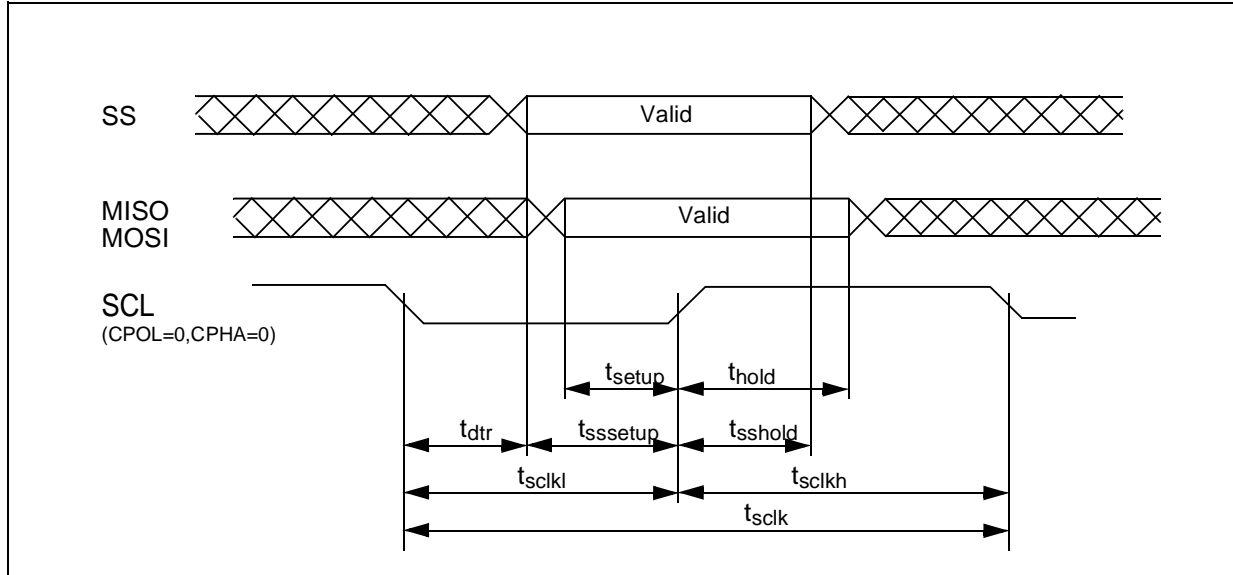 SS
Valid
MISO
MOSI
Valid
SCL
(CPOL=0,CPHA=0)
tsetup
thold
tdtr
tsssetup
tsshold
tsclkl
tsclkh
tsclk